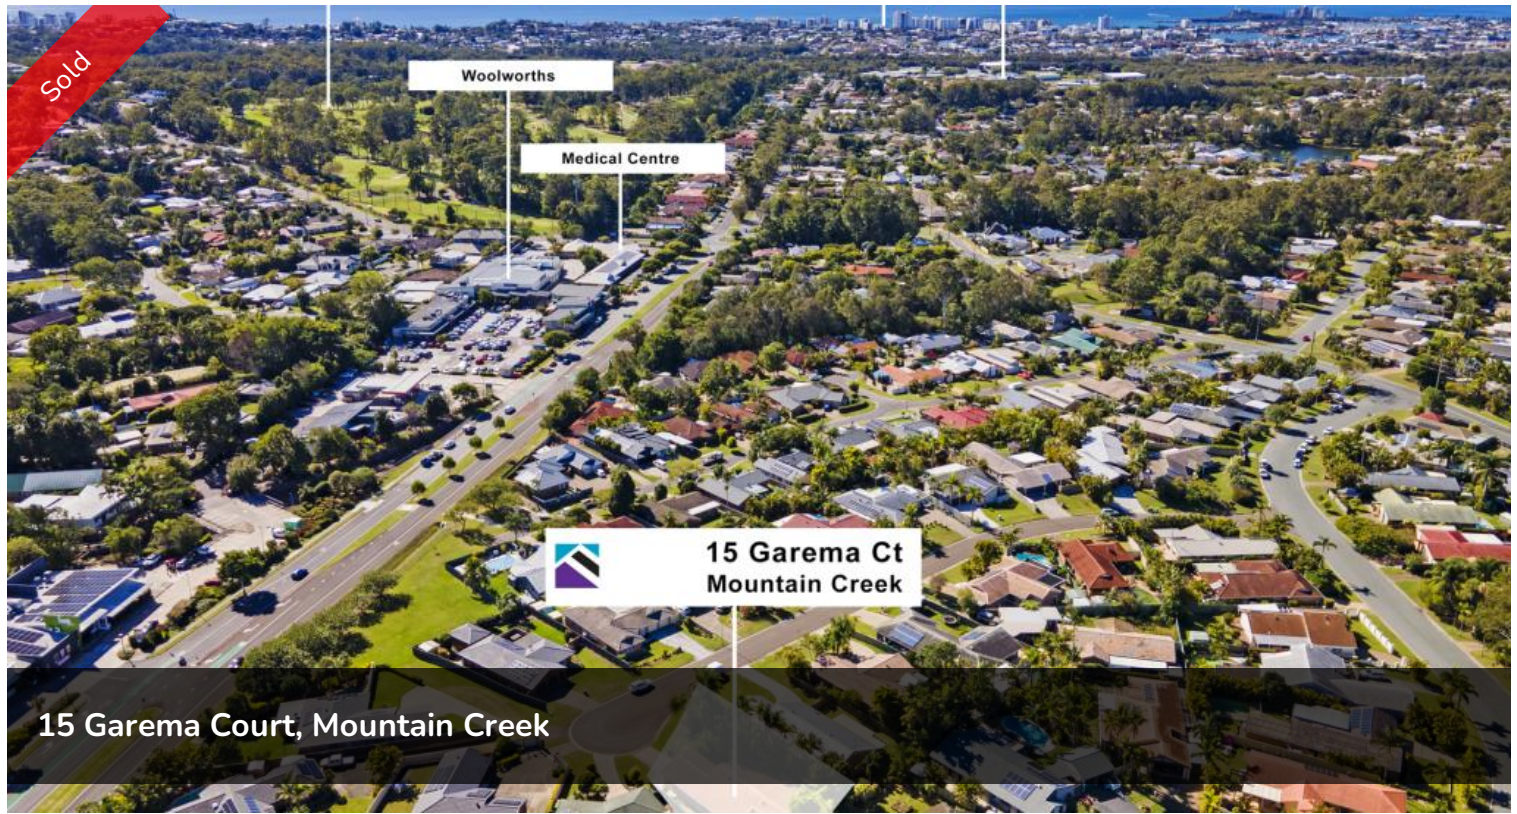 Sold
Woolworths
Medical Centre
15 Garema Ct
Mountain Creek
15 Garema Court, Mountain Creek